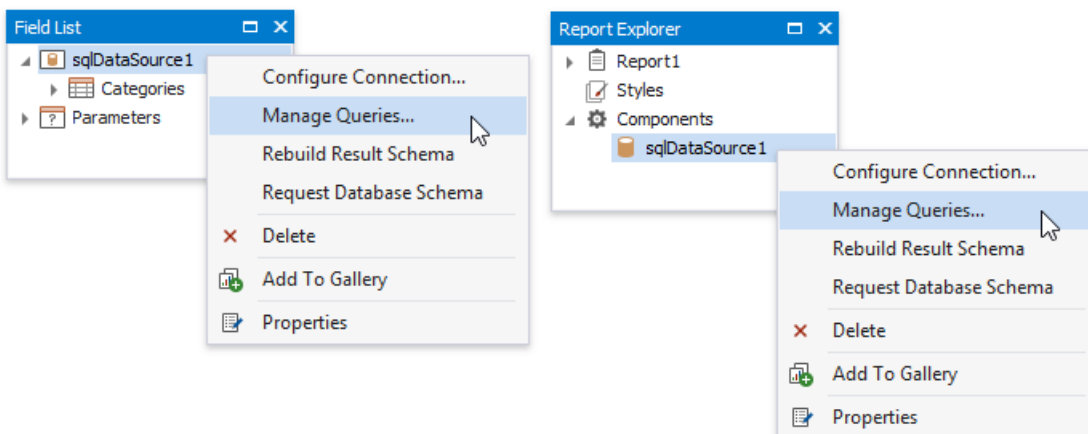 Field List
sqlDataSource1
Categories
? Parameters
Configure Connection...
Manage Queries...
Rebuild Result Schema
Request Database Schema
Delete
Add To Gallery
Properties
Report Explorer
Report1
Styles
Components
sqlDataSource1
Configure Connection...
Manage Queries...
Rebuild Result Schema
Request Database Schema
Delete
Add To Gallery
Properties